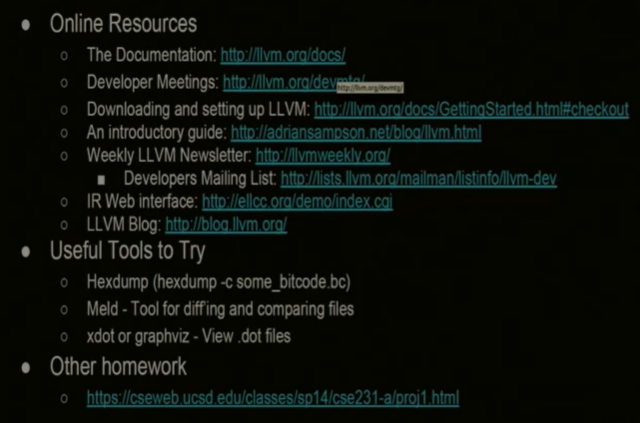 Online Resources
The Documentation: http://llvm.org/docs/
Developer Meetings: http://llvm.org/devmtg/
http://llvm.org/devmtg/
Downloading and setting up LLVM: http://llvm.org/docs/GettingStarted.html#checkout
An introductory guide: http://adriansampson.net/blog/llvm.html
Weekly LLVM Newsletter: http://llvmweekly.org/
Developers Mailing List: http://lists.llvm.org/mailman/listinfo/llvm-dev
IR Web interface: http://ellcc.org/demo/index.cgi
LLVM Blog: http://blog.llvm.org/
Useful Tools to Try
Hexdump (hexdump -c some_bitcode.bc)
Meld - Tool for diff'ing and comparing files
xdot or graphviz - View .dot files
Other homework
https://cseweb.ucsd.edu/classes/sp14/cse231-a/proj1.html